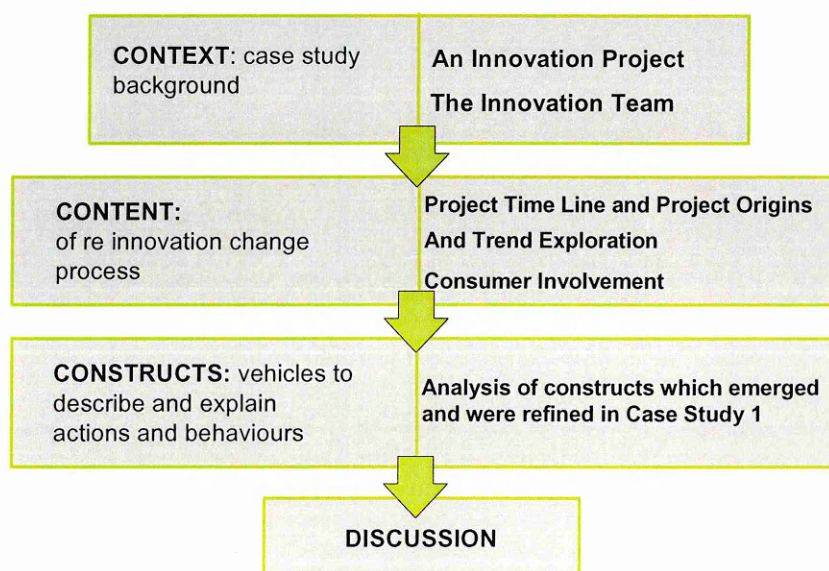 CONTEXT: case study
background
An Innovation Project
The Innovation Team
CONTENT:
of re innovation change
process
Project Time Line and Project Origins
And Trend Exploration
Consumer Involvement
CONSTRUCTS: vehicles to
describe and explain
actions and behaviours
Analysis of constructs which emerged
and were refined in Case Study 1
DISCUSSION